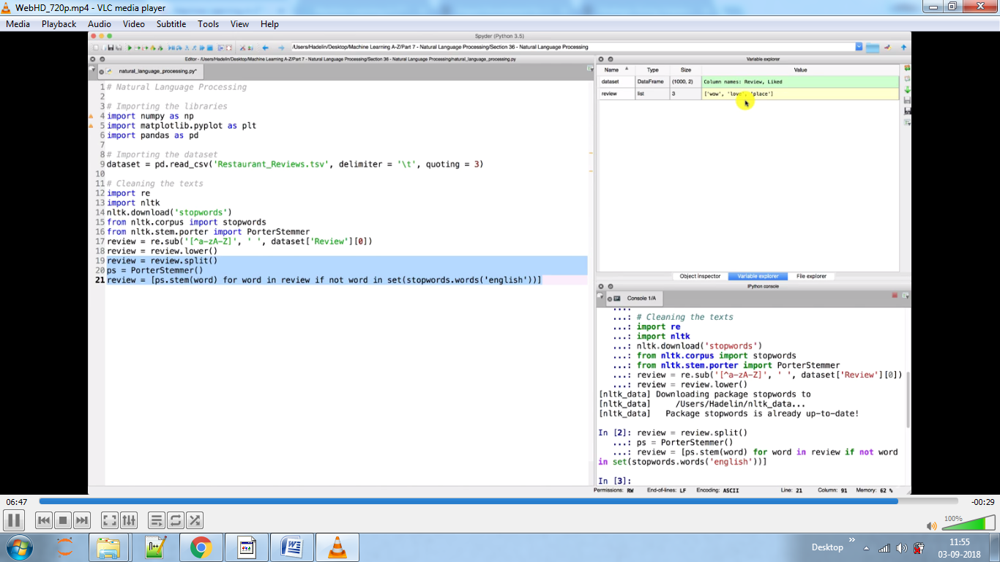 WebHD_720p.mp4 - VLC media player
Media Playback Audio Video Subtitle Tools View Help
Spyder (Python 3.5)
/Users/Hadelin/Desktop/Machine Learning A-Z/Part 7 - Natural Language Processing/Section 36 - Natural Language Processing
Editor - /Users/Hadelin/Desktop/Machine Learning A-Z/Part 7 - Natural Language Processing/Section 36 - Natural Language Processing/natural_language_processing.py
natural_language_processing.py*
1 # Natural Language Processing
2
3 # Importing the libraries
4 import numpy as np
5 import matplotlib.pyplot as plt
6 import pandas as pd
7
8 # Importing the dataset
9 dataset = pd.read_csv('Restaurant_Reviews.tsv', delimiter = '\t', quoting = 3)
10
11 # Cleaning the texts
12 import re
13 import nltk
14 nltk.download('stopwords')
15 from nltk.corpus import stopwords
16 from nltk.stem.porter import PorterStemmer
17 review = re.sub('[^a-zA-Z]', ' ', dataset['Review'][0])
18 review = review.lower()
19 review = review.split()
20 ps = PorterStemmer()
21 review = [ps.stem(word) for word in review if not word in set(stopwords.words('english'))]
Variable explorer
Name Type Size Value
dataset DataFrame (1000, 2) Column names: Review, Liked
review list 3 ['wow', 'love', 'place']
Object inspector Variable explorer File explorer
IPython console
Console 1/A
...:
...: # Cleaning the texts
...: import re
...: import nltk
...: nltk.download('stopwords')
...: from nltk.corpus import stopwords
...: from nltk.stem.porter import PorterStemmer
...: review = re.sub('[^a-zA-Z]', ' ', dataset['Review'][0])
...: review = review.lower()
[nltk_data] Downloading package stopwords to
[nltk_data] /Users/Hadelin/nltk_data...
[nltk_data] Package stopwords is already up-to-date!
In [2]: review = review.split()
...: ps = PorterStemmer()
...: review = [ps.stem(word) for word in review if not word
in set(stopwords.words('english'))]
In [3]:
Permissions: RW End-of-lines: LF Encoding: ASCII Line: 21 Column: 91 Memory: 62 %
06:47 -00:29
100%
Desktop
11:55
03-09-2018